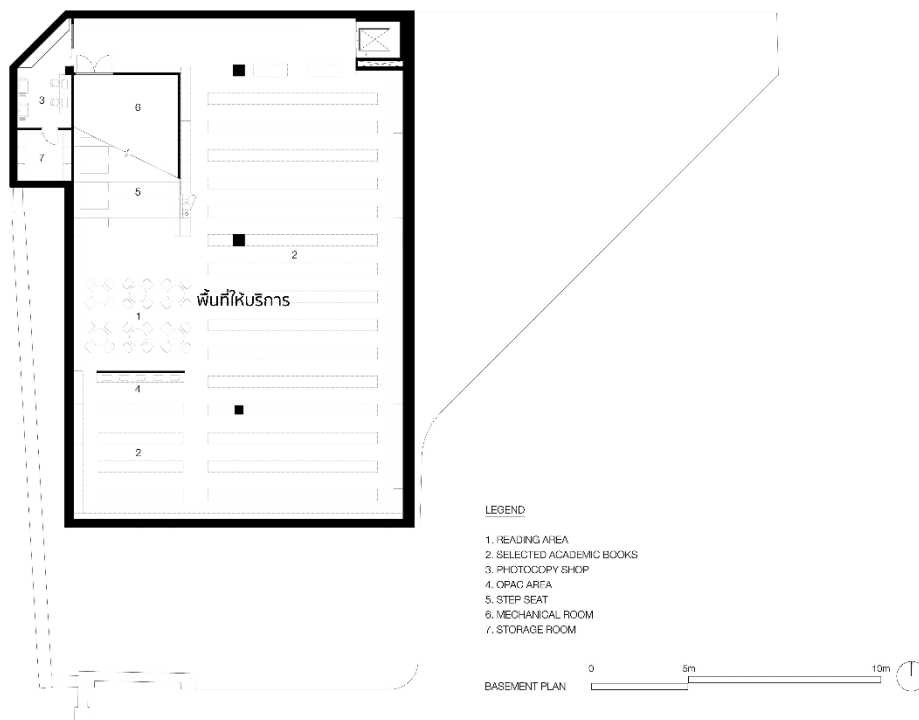 3
6
7
5
2
พื้นที่ให้บริการ
1
4
2
LEGEND
1. READING AREA
2. SELECTED ACADEMIC BOOKS
3. PHOTOCOPY SHOP
4. OPAC AREA
5. STEP SEAT
6. MECHANICAL ROOM
7. STORAGE ROOM
BASEMENT PLAN
0 5m 10m